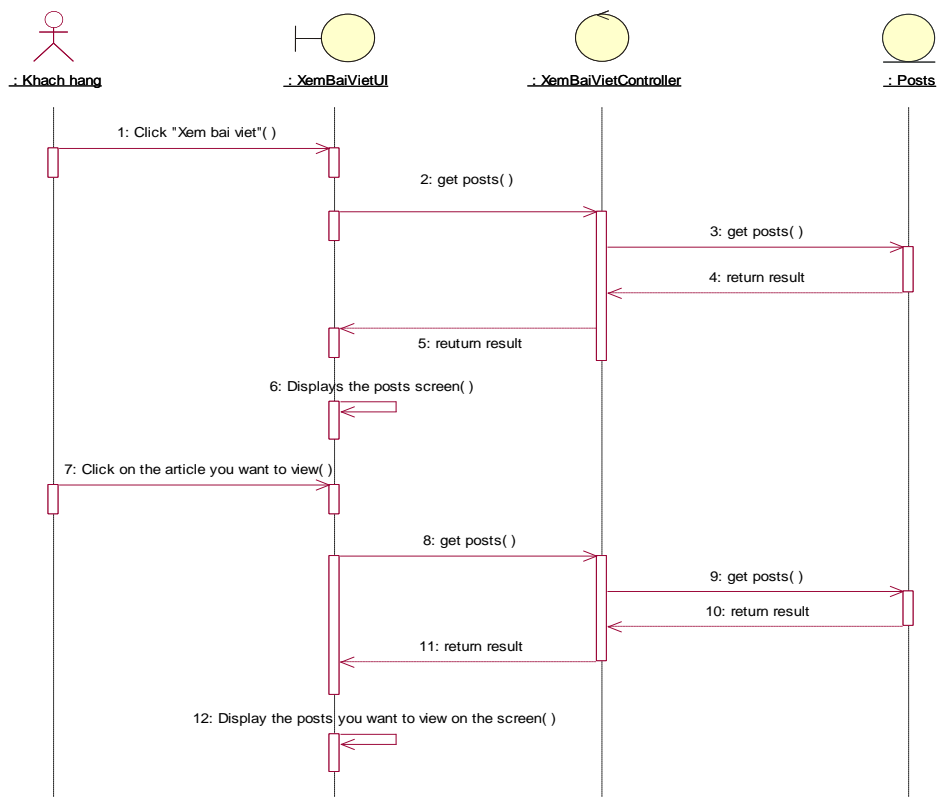 : Khach hang
: XemBaiVietUI
: XemBaiVietController
: Posts
1: Click "Xem bai viet"( )
2: get posts( )
3: get posts( )
4: return result
5: reuturn result
6: Displays the posts screen( )
7: Click on the article you want to view( )
8: get posts( )
9: get posts( )
10: return result
11: return result
12: Display the posts you want to view on the screen( )